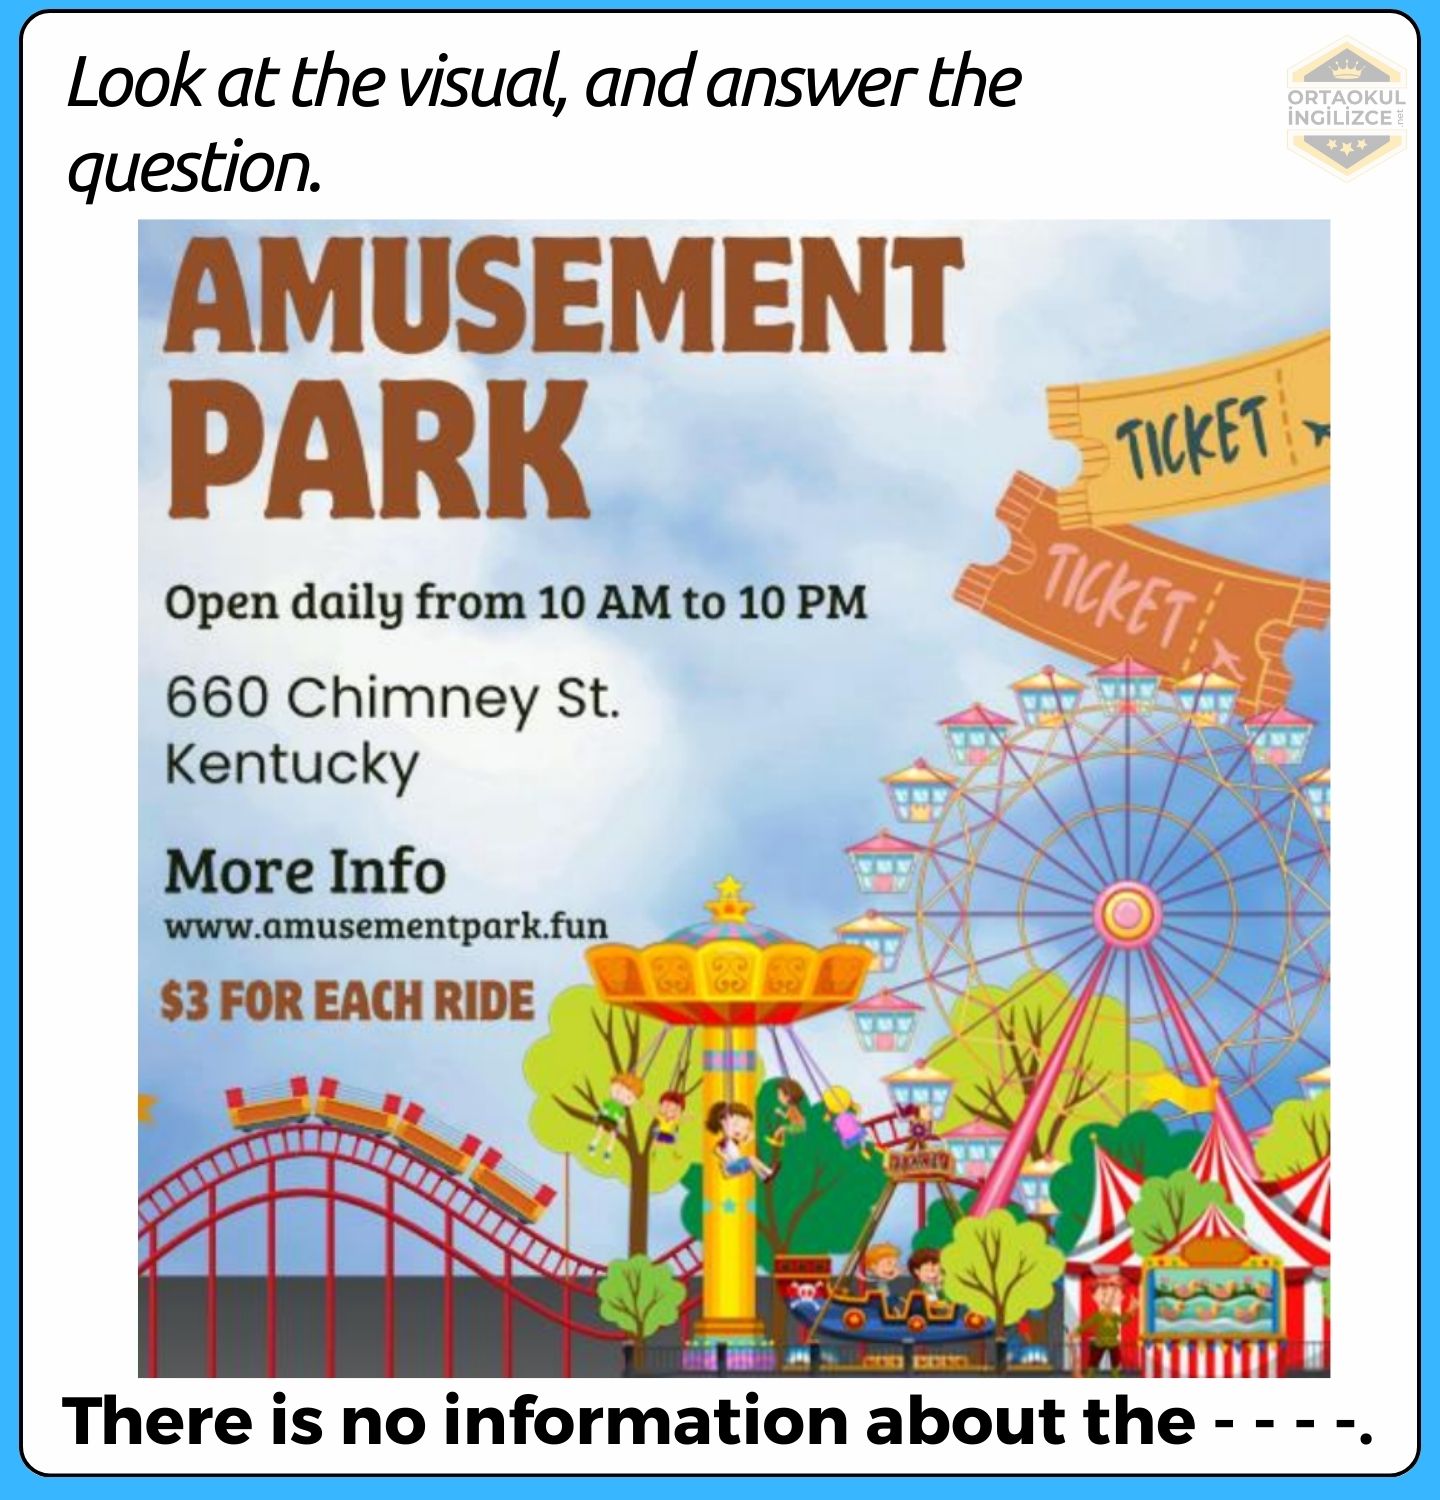 Look at the visual, and answer the
question.
ORTAOKUL
İNGİLİZCE
.net
AMUSEMENT
PARK
TICKET
TICKET
Open daily from 10 AM to 10 PM
660 Chimney St.
Kentucky
More Info
www.amusementpark.fun
$3 FOR EACH RIDE
There is no information about the - - - -.